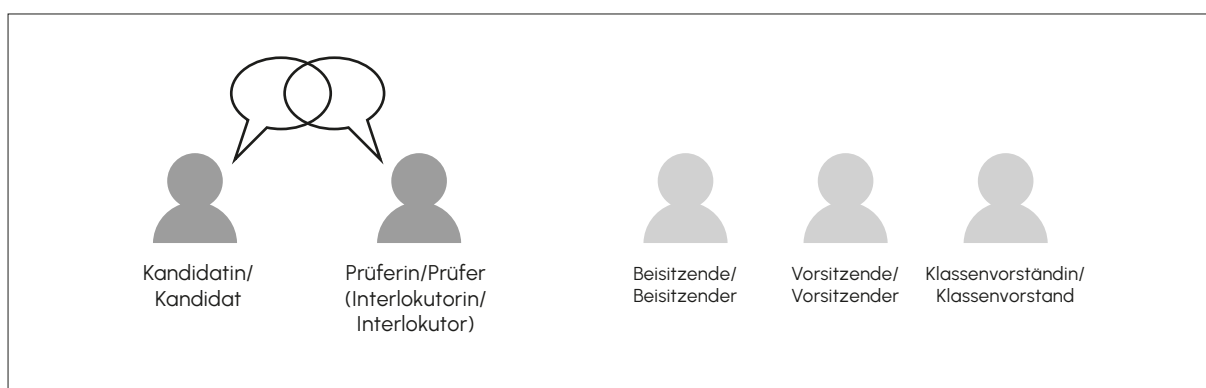 Kandidatin/
Kandidat
Prüferin/Prüfer
(Interlokutorin/
Interlokutor)
Beisitzende/
Beisitzender
Vorsitzende/
Vorsitzender
Klassenvorständin/
Klassenvorstand